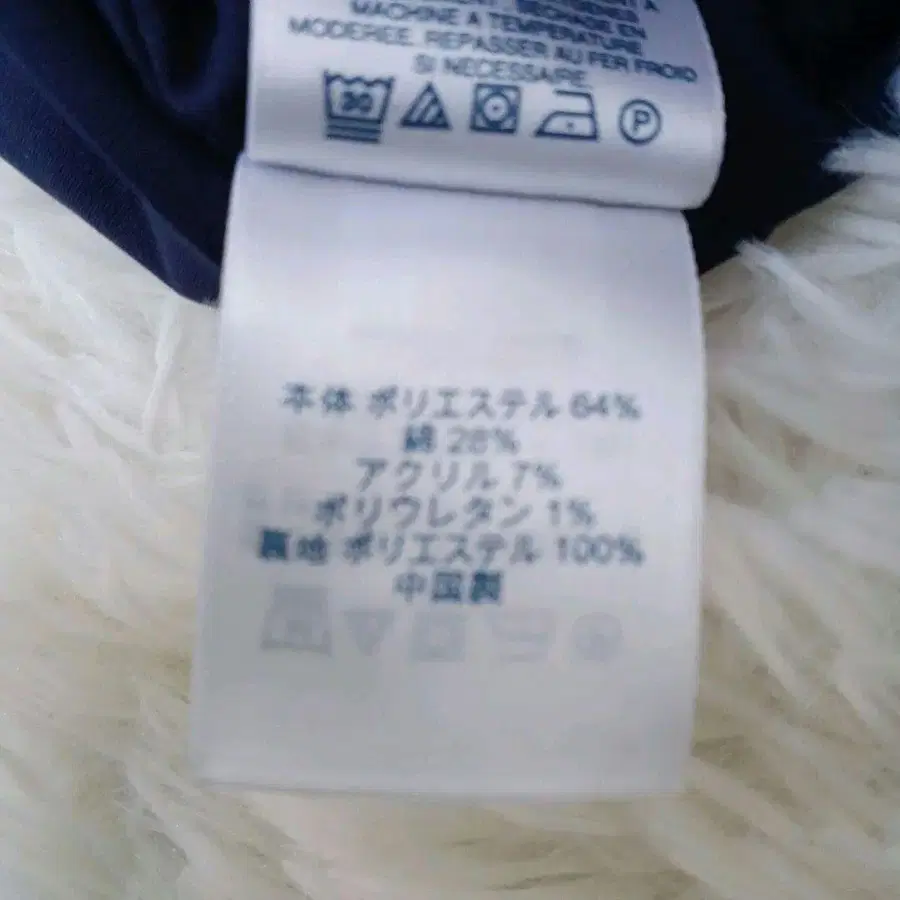 MACHINE A TEMPERATURE
MODEREE. REPASSER AU FER FROID
SI NECESSAIRE
30 P
本体 ポリエステル 64%
綿 28%
アクリル 7%
ポリウレタン 1%
裏地 ポリエステル 100%
中国製